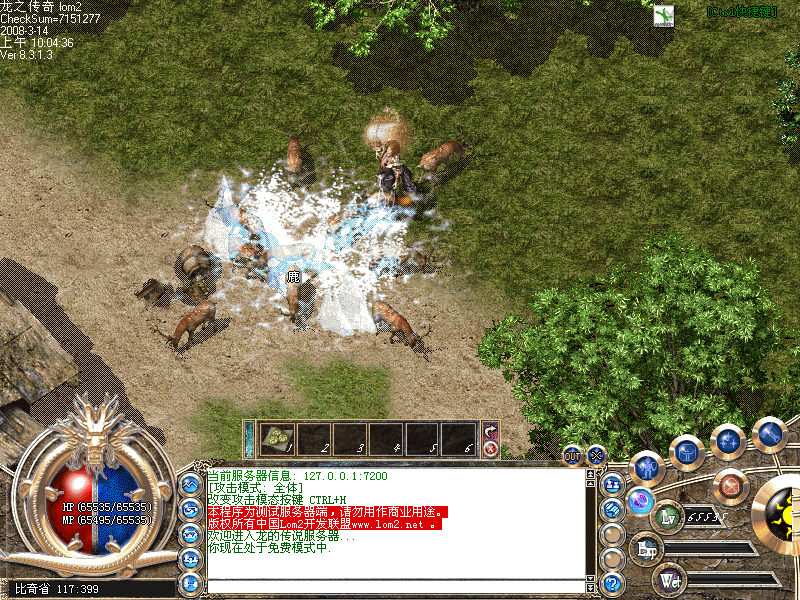 龙之传奇 lom2
CheckSum=7151277
2008-3-14
上午 10:04:36
Ver 8.3.1.3
鹿
1 2 3 4 5 6
当前服务器信息: 127.0.0.1:7200
[攻击模式: 全体]
改变攻击模态按键 CTRL+H
本程序为测试服务器端，请勿用作商业用途。
版权所有中国Lom2开发联盟www.lom2.net 。
欢迎进入龙的传说服务器...
你现在处于免费模式中.
HP (65535/65535)
MP (65495/65535)
比奇省 117:399
OUT
Lv 65535
Exp
Wet